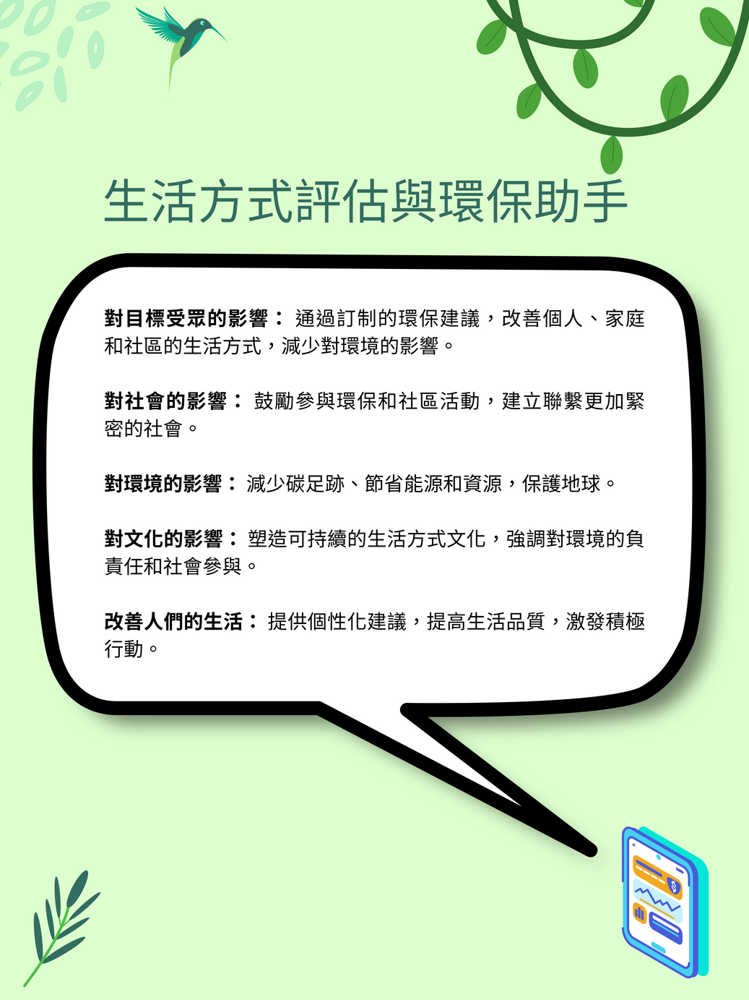 生活方式評估與環保助手
對目標受眾的影響： 通過訂制的環保建議，改善個人、家庭
和社區的生活方式，減少對環境的影響。
對社會的影響： 鼓勵參與環保和社區活動，建立聯繫更加緊
密的社會。
對環境的影響： 減少碳足跡、節省能源和資源，保護地球。
對文化的影響： 塑造可持續的生活方式文化，強調對環境的負
責任和社會參與。
改善人們的生活： 提供個性化建議，提高生活品質，激發積極
行動。